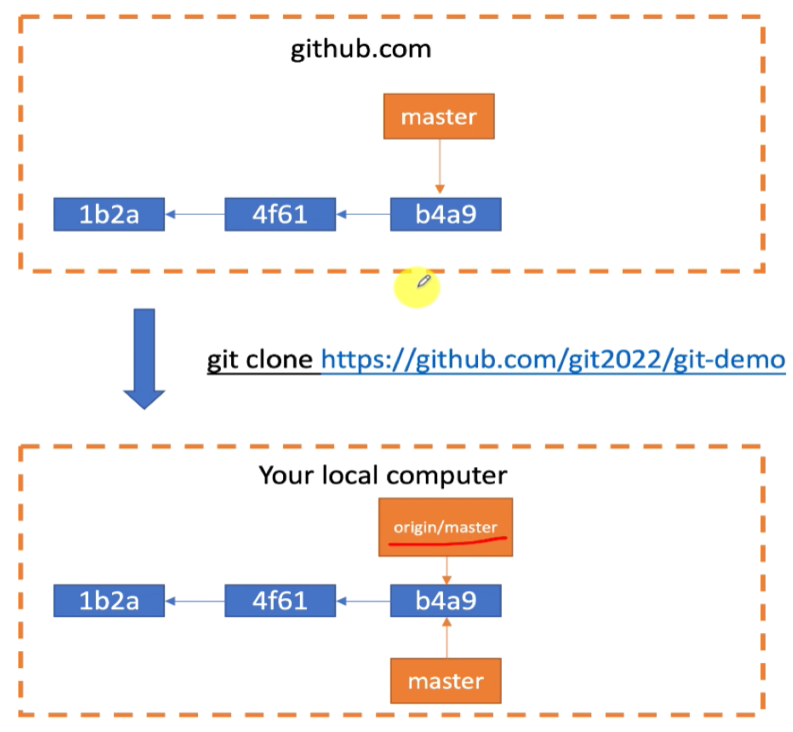 github.com
master
1b2a 4f61 b4a9
git clone https://github.com/git2022/git-demo
Your local computer
origin/master
1b2a 4f61 b4a9
master